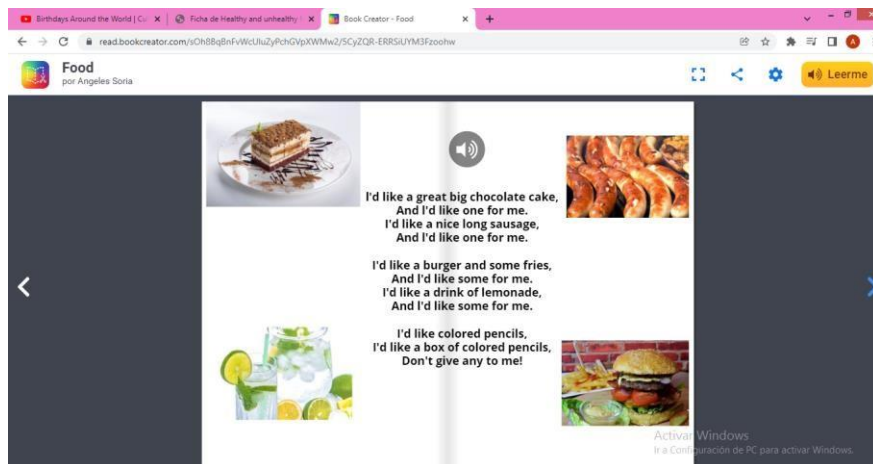 Birthdays Around the World | Cu
Ficha de Healthy and unhealthy
Book Creator - Food
read.bookcreator.com/sOh8BqBnFvWcUluZyPchGVpXWMw2/5CyZQR-ERRSiUYM3Fzoohw
A
Food
por Angeles Soria
Leerme
I'd like a great big chocolate cake,
And I'd like one for me.
I'd like a nice long sausage,
And I'd like one for me.
I'd like a burger and some fries,
And I'd like some for me.
I'd like a drink of lemonade,
And I'd like some for me.
I'd like colored pencils,
I'd like a box of colored pencils,
Don't give any to me!
Activar Windows
Ir a Configuración de PC para activar Windows.